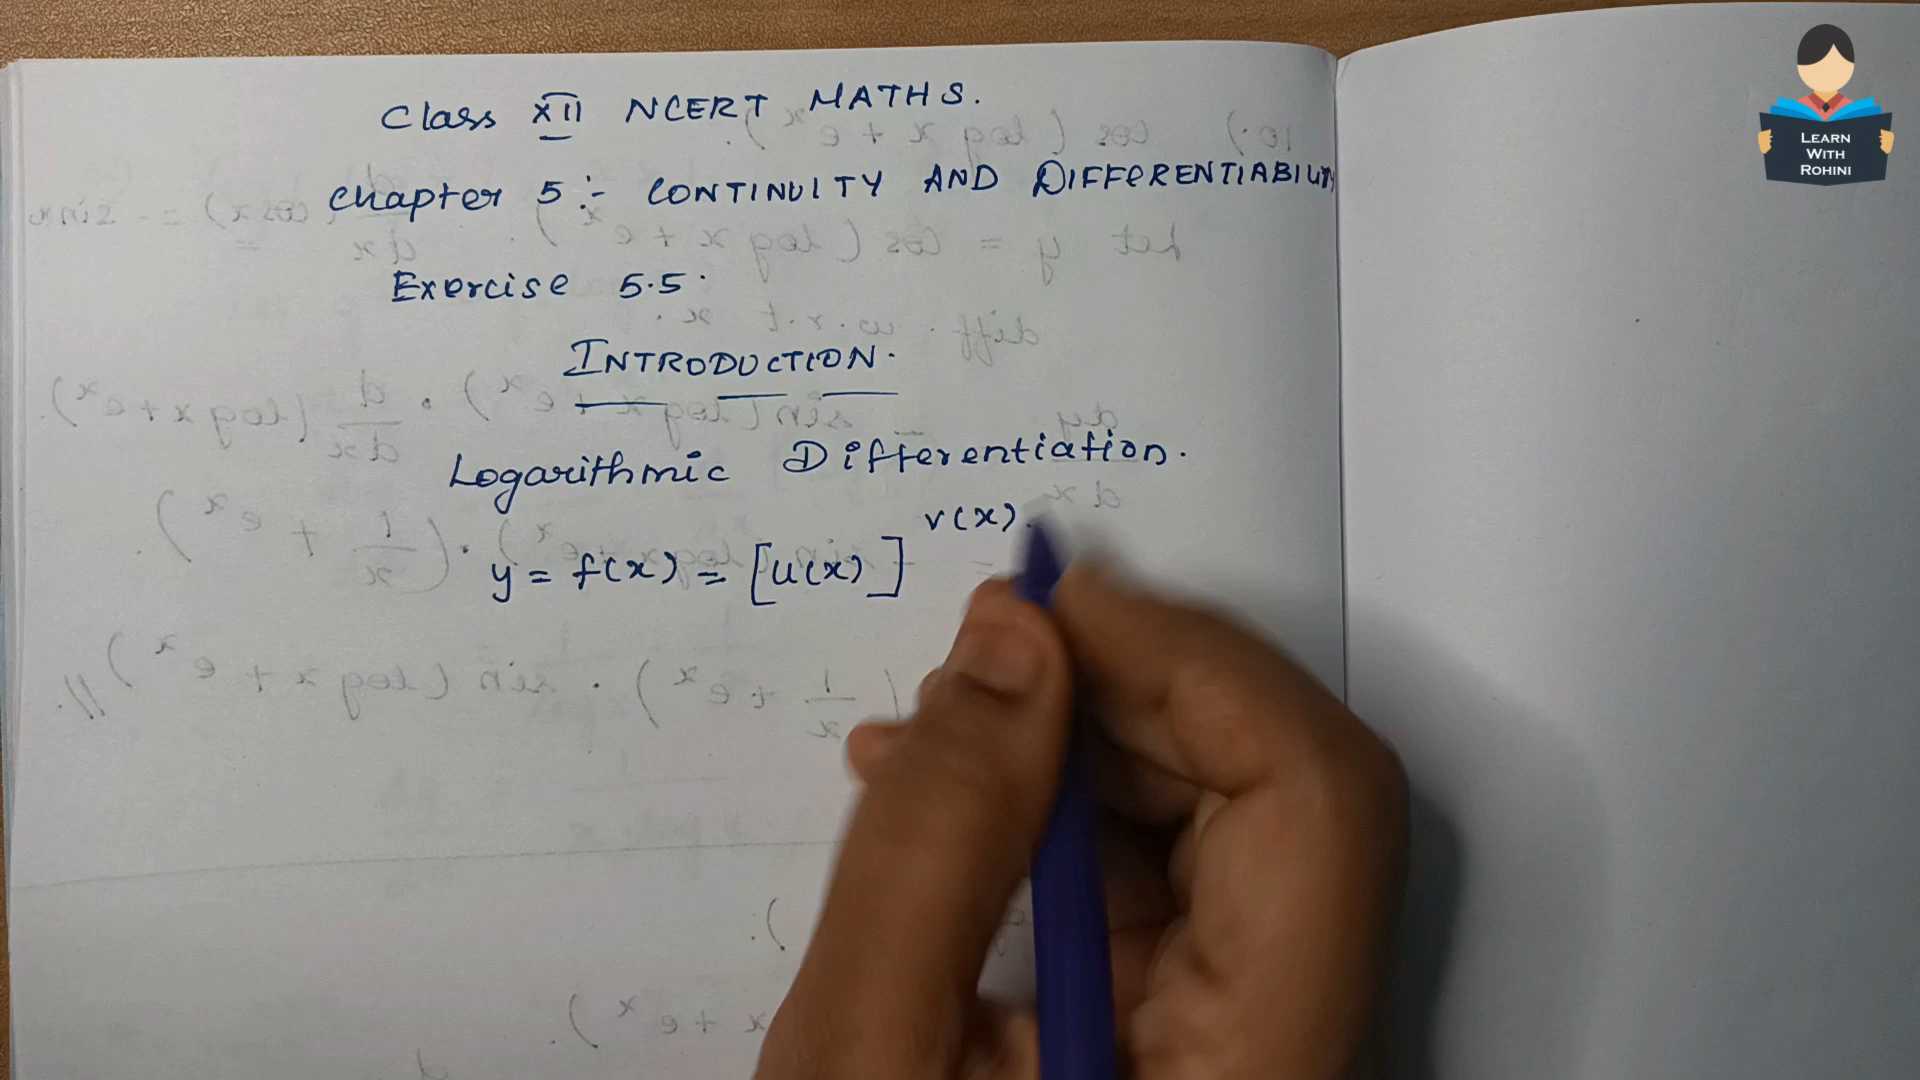 Class XII NCERT MATHS.
Chapter 5:- CONTINUITY AND DIFFERENTIABILITY
Exercise 5.5.
INTRODUCTION.
Logarithmic Differentiation.
y = f(x) = [u(x)]^v(x).
LEARN
WITH
ROHINI